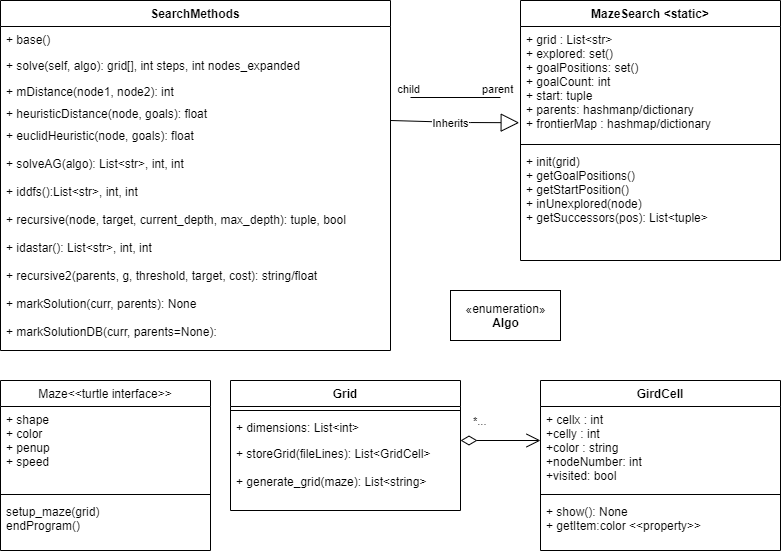 SearchMethods
+ base()
+ solve(self, algo): grid[], int steps, int nodes_expanded
+ mDistance(node1, node2): int
+ heuristicDistance(node, goals): float
+ euclidHeuristic(node, goals): float
+ solveAG(algo): List<str>, int, int
+ iddfs():List<str>, int, int
+ recursive(node, target, current_depth, max_depth): tuple, bool
+ idastar(): List<str>, int, int
+ recursive2(parents, g, threshold, target, cost): string/float
+ markSolution(curr, parents): None
+ markSolutionDB(curr, parents=None):
child
parent
Inherits
MazeSearch <static>
+ grid : List<str>
+ explored: set()
+ goalPositions: set()
+ goalCount: int
+ start: tuple
+ parents: hashmanp/dictionary
+ frontierMap : hashmap/dictionary
+ init(grid)
+ getGoalPositions()
+ getStartPosition()
+ inUnexplored(node)
+ getSuccessors(pos): List<tuple>
«enumeration»
Algo
Maze<<turtle interface>>
+ shape
+ color
+ penup
+ speed
setup_maze(grid)
endProgram()
Grid
+ dimensions: List<int>
+ storeGrid(fileLines): List<GridCell>
+ generate_grid(maze): List<string>
*...
GirdCell
+ cellx : int
+celly : int
+color : string
+nodeNumber: int
+visited: bool
+ show(): None
+ getItem:color <<property>>